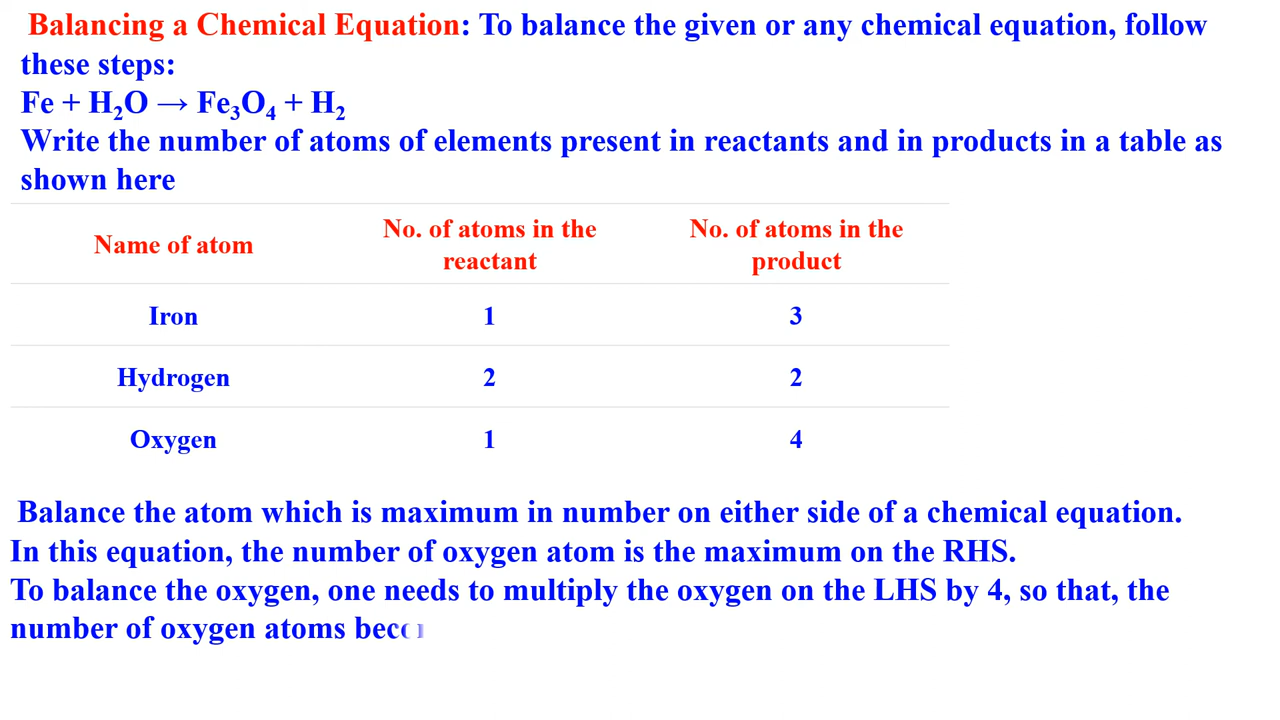 Balancing a Chemical Equation: To balance the given or any chemical equation, follow
these steps:
Fe + H₂O → Fe₃O₄ + H₂
Write the number of atoms of elements present in reactants and in products in a table as
shown here
Name of atom No. of atoms in the reactant No. of atoms in the product
Iron 1 3
Hydrogen 2 2
Oxygen 1 4
Balance the atom which is maximum in number on either side of a chemical equation.
In this equation, the number of oxygen atom is the maximum on the RHS.
To balance the oxygen, one needs to multiply the oxygen on the LHS by 4, so that, the
number of oxygen atoms